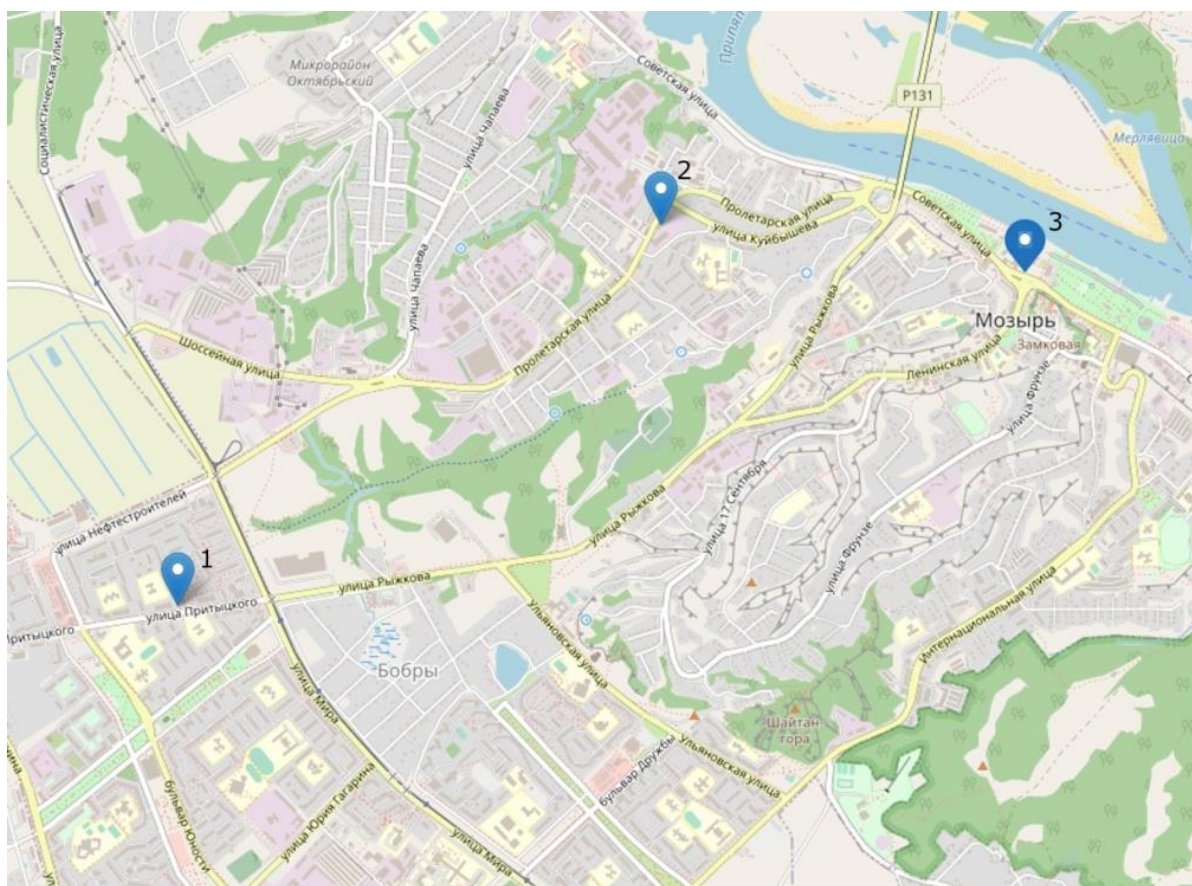 Социалистическая улица
Микрорайон
Октябрьский
улица Чапаева
Советская улица
Припя
Р131
Мерлявица
2
Пролетарская улица
улица Куйбышева
Советская улица
3
улица Чапаева
Мозырь
Замковая
улица Рыжкова
Ленинская улица
Шоссейная улица
Пролетарская улица
улица Фрунзе
улица 17 Сентября
улица Рыжкова
улица Нефтестроителей
улица Фрунзе
1
улица Рыжкова
улица Притыцкого
Притыцкого
Интернациональная улица
Бобры
Ульяновская улица
улица Мира
Шайтан-
гора
Ульяновская улица
бульвар Дружбы
бульвар Юности
улица Юрия Гагарина
улица Мира